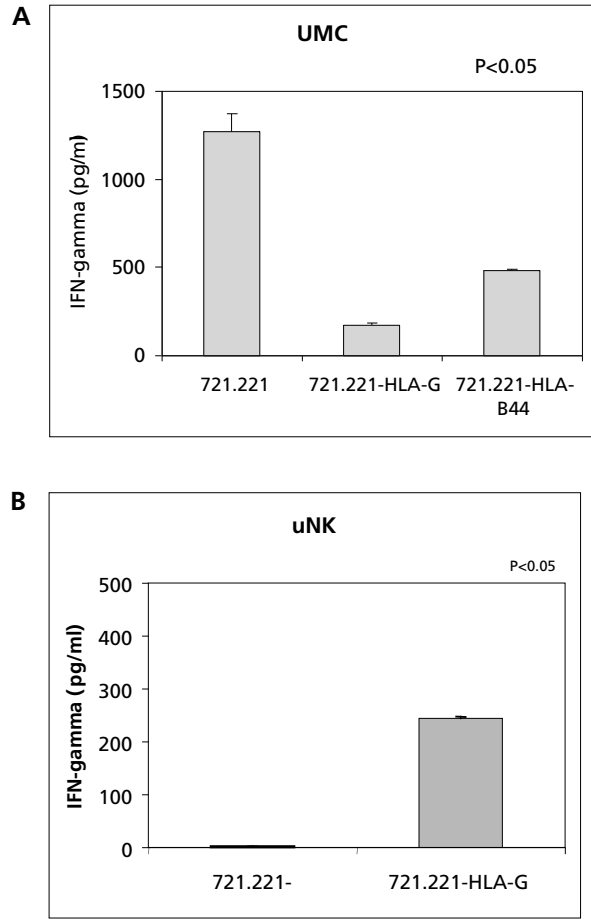 A
UMC
P<0.05
IFN-gamma (pg/m)
1500
1000
500
0
721.221
721.221-HLA-G
721.221-HLA-
B44
B
uNK
P<0.05
IFN-gamma (pg/ml)
500
400
300
200
100
0
721.221-
721.221-HLA-G